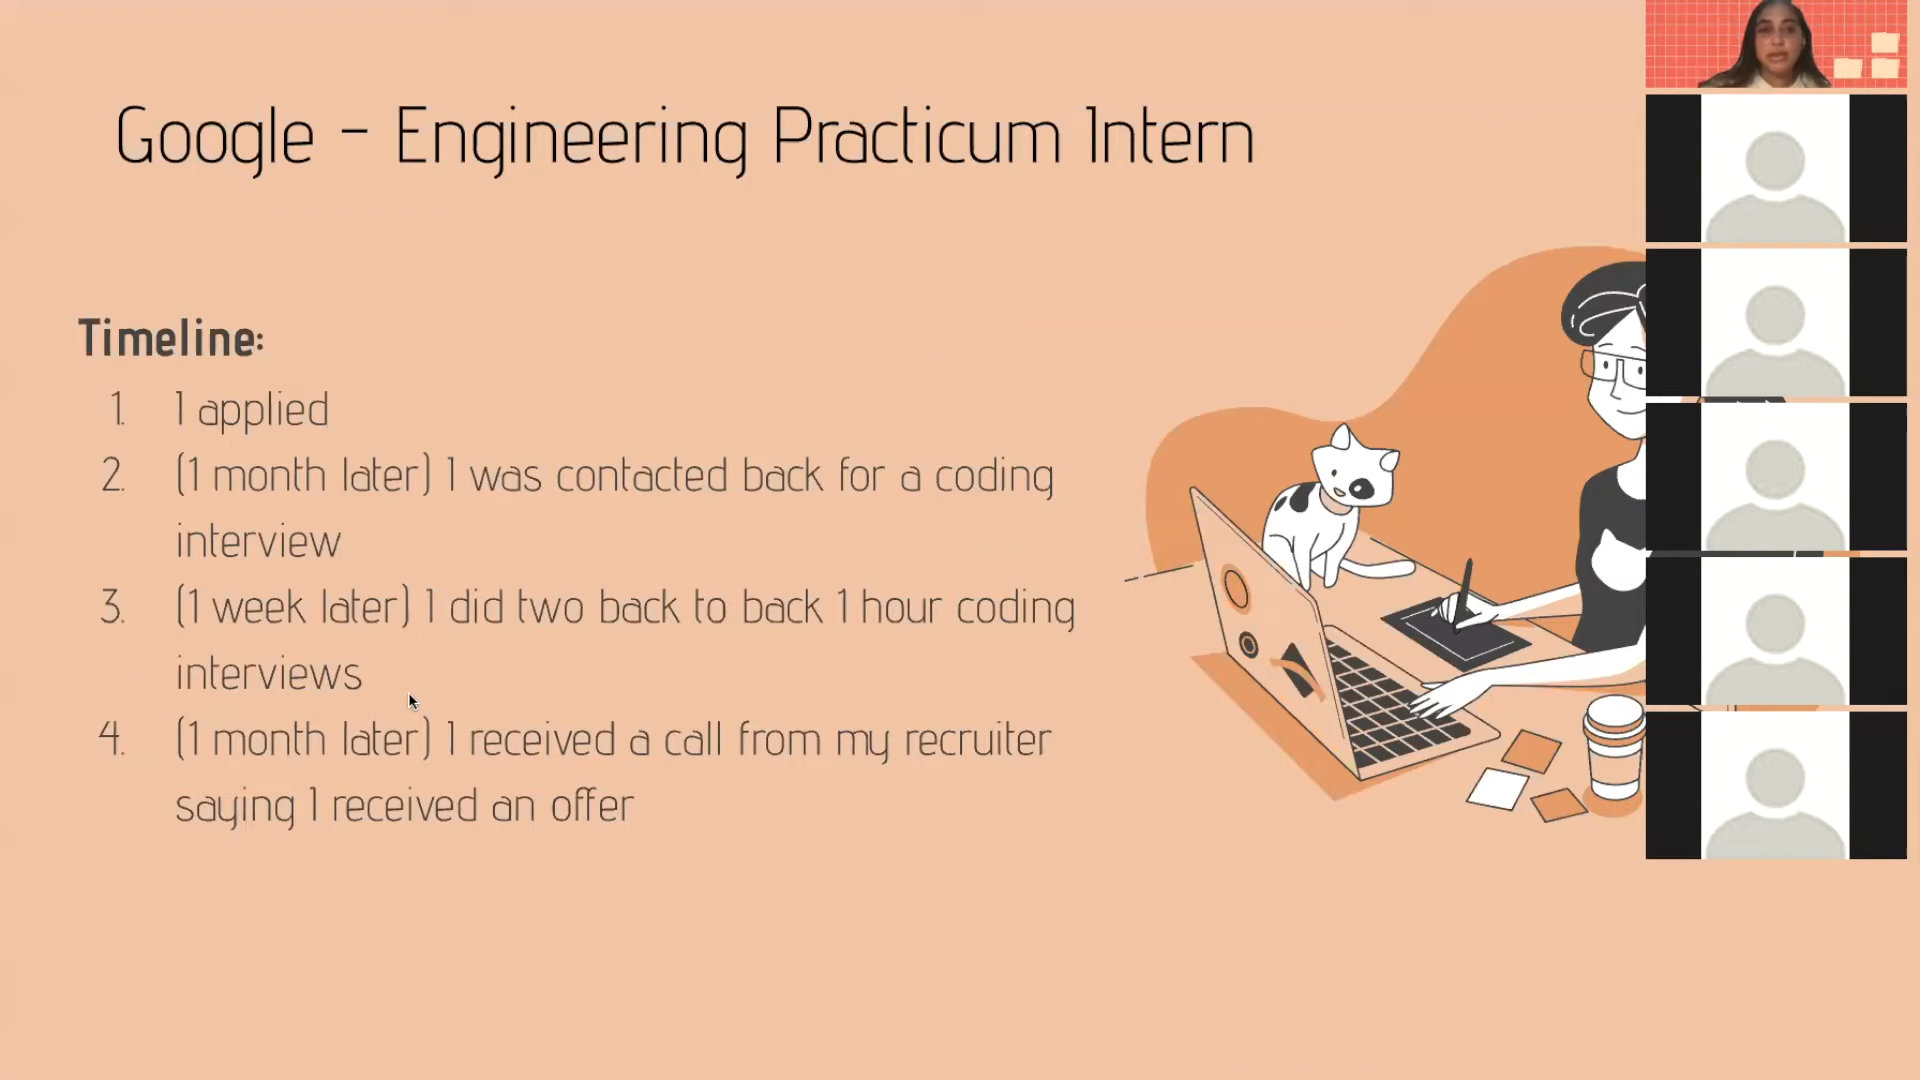 Google - Engineering Practicum Intern
Timeline:
1. I applied
2. (1 month later) I was contacted back for a coding
interview
3. (1 week later) I did two back to back 1 hour coding
interviews
4. (1 month later) I received a call from my recruiter
saying I received an offer